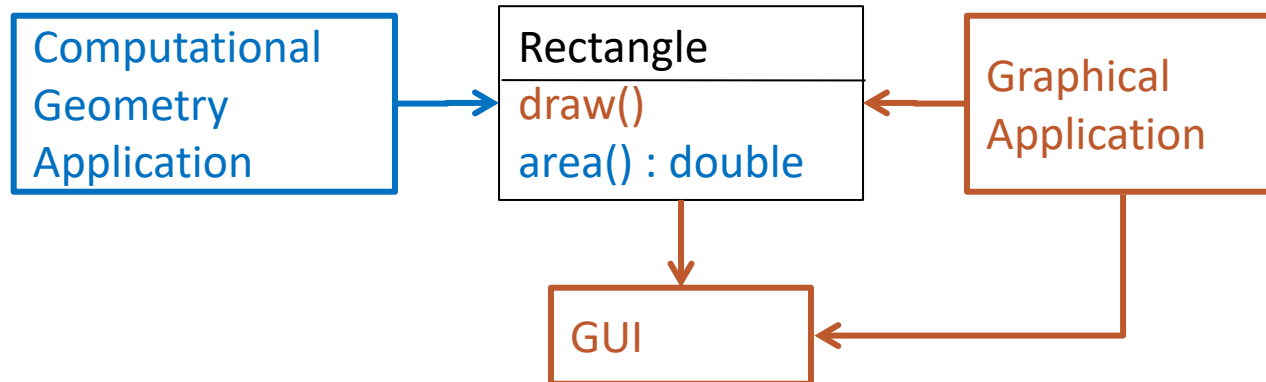 Computational
Geometry
Application
Rectangle
draw()
area() : double
Graphical
Application
GUI